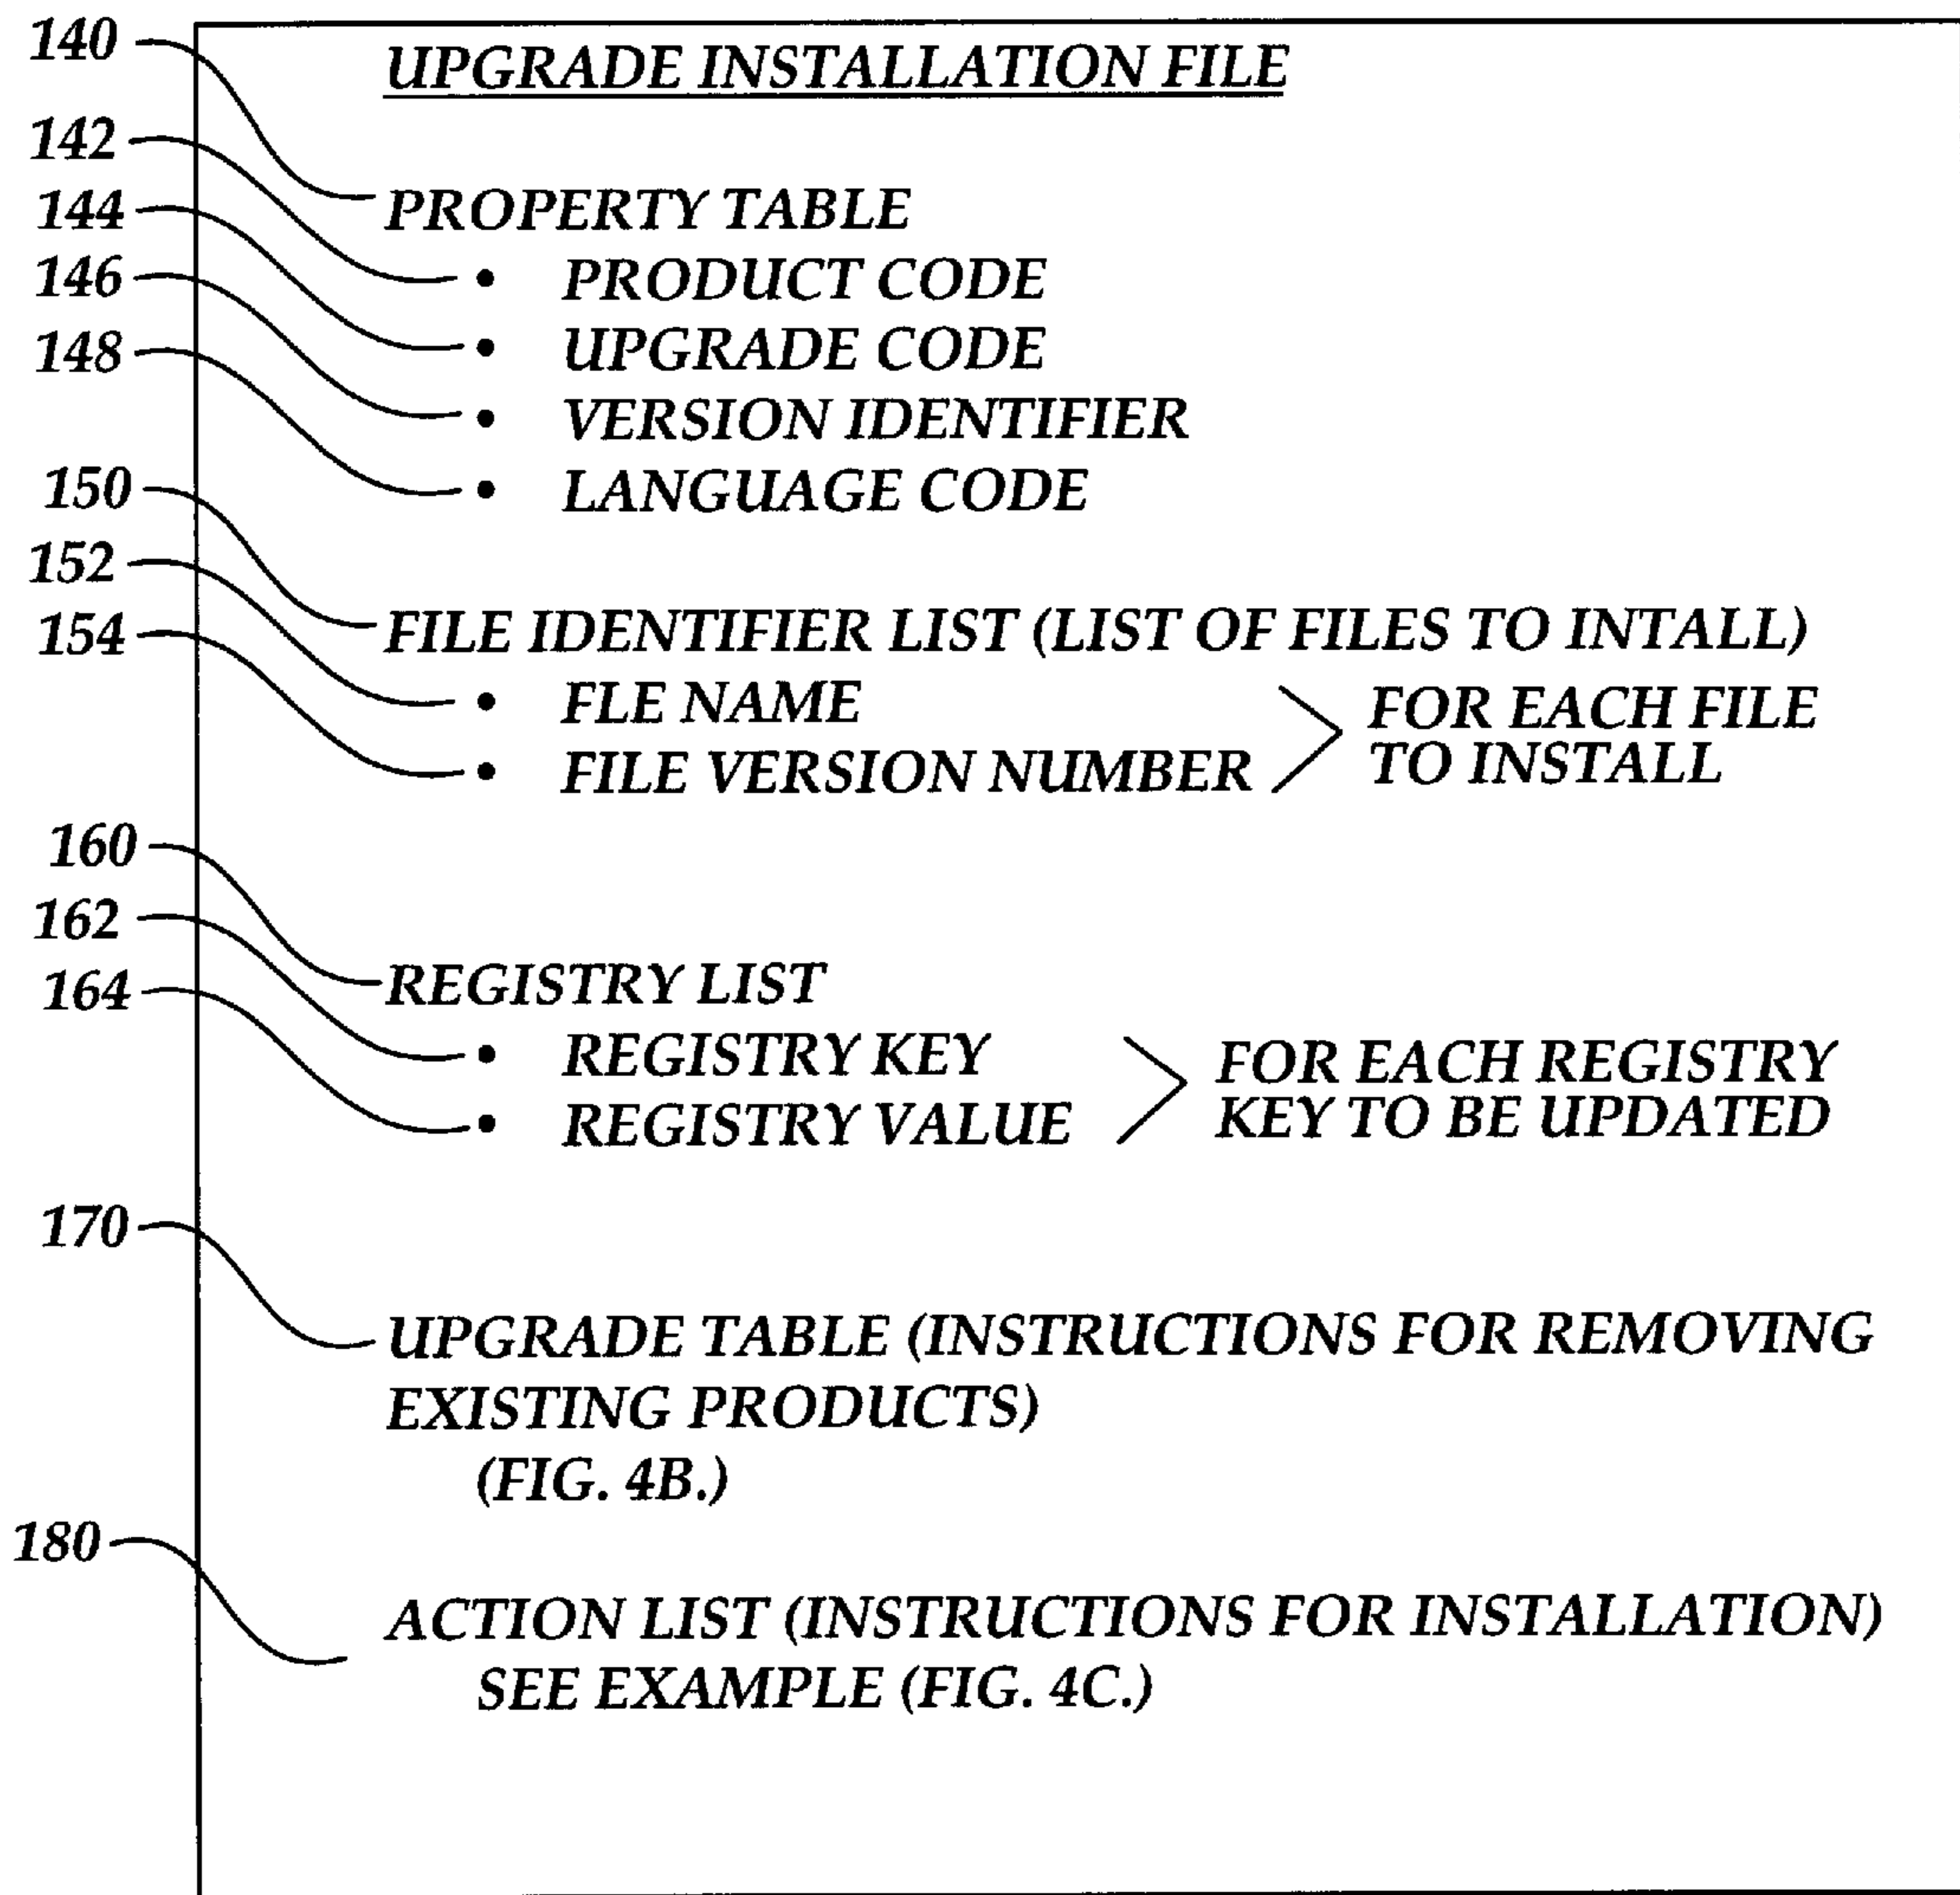 UPGRADE INSTALLATION FILE
140 PROPERTY TABLE
142 • PRODUCT CODE
144 • UPGRADE CODE
146 • VERSION IDENTIFIER
148 • LANGUAGE CODE
150 FILE IDENTIFIER LIST (LIST OF FILES TO INTALL)
152 • FLE NAME
154 • FILE VERSION NUMBER
FOR EACH FILE
TO INSTALL
160 REGISTRY LIST
162 • REGISTRY KEY
164 • REGISTRY VALUE
FOR EACH REGISTRY
KEY TO BE UPDATED
170 UPGRADE TABLE (INSTRUCTIONS FOR REMOVING
EXISTING PRODUCTS)
(FIG. 4B.)
180 ACTION LIST (INSTRUCTIONS FOR INSTALLATION)
SEE EXAMPLE (FIG. 4C.)